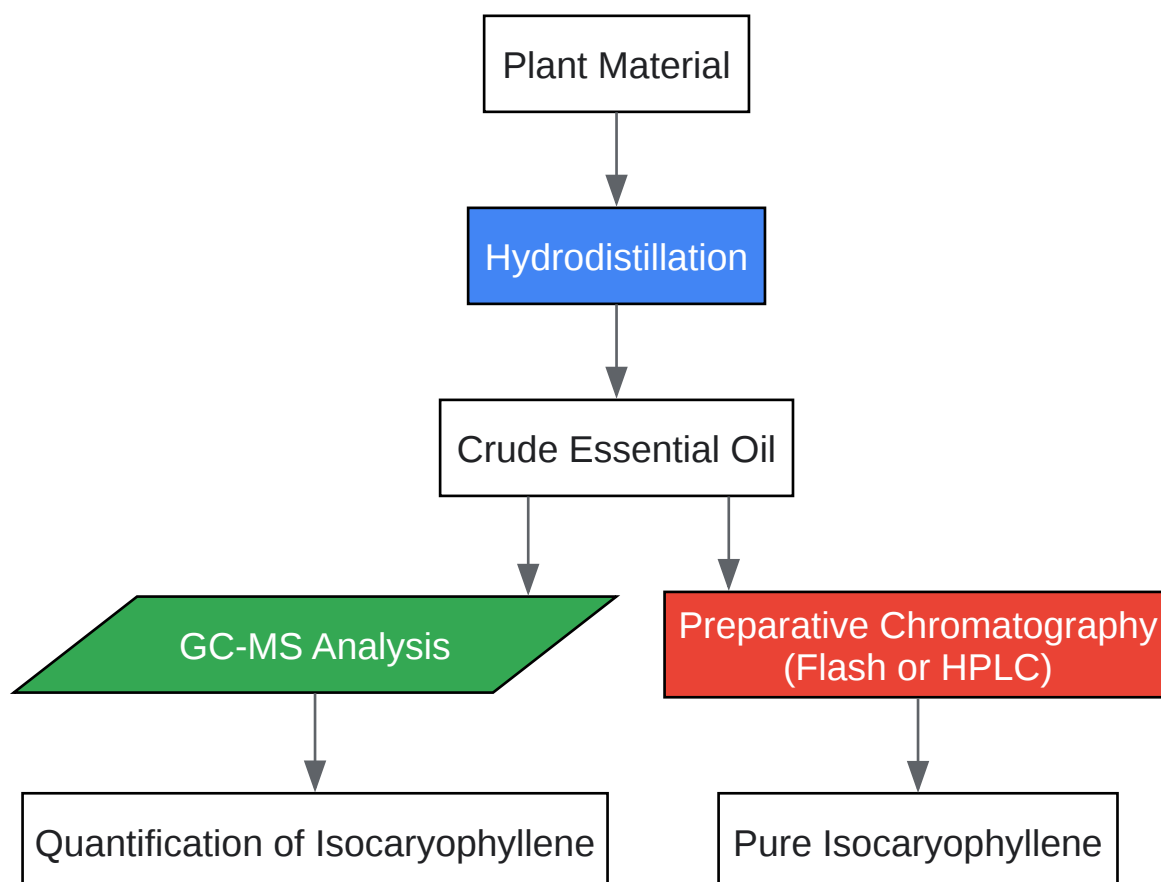 Plant Material
Hydrodistillation
Crude Essential Oil
GC-MS Analysis
Preparative Chromatography
(Flash or HPLC)
Quantification of Isocaryophyllene
Pure Isocaryophyllene